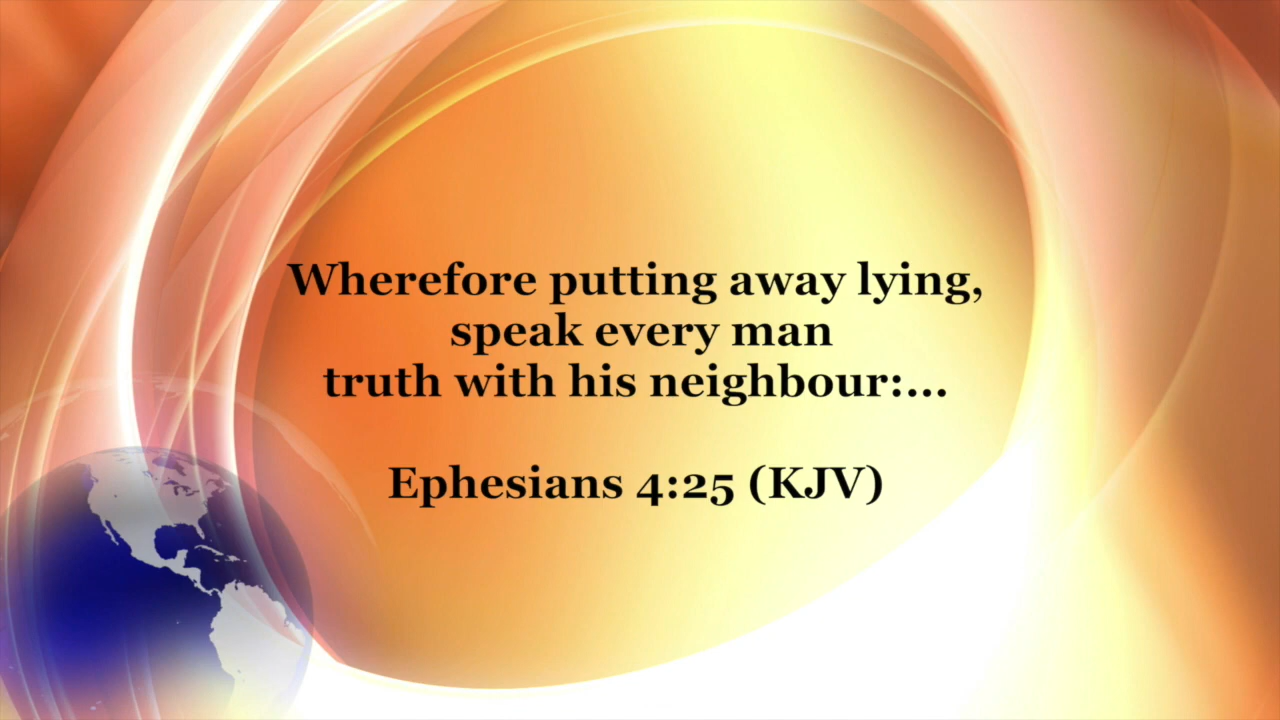 Wherefore putting away lying,
speak every man
truth with his neighbour:...
Ephesians 4:25 (KJV)